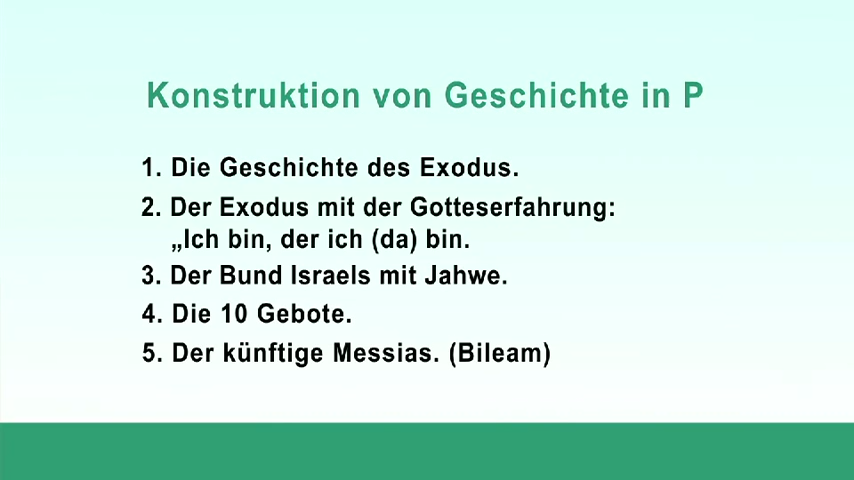 Konstruktion von Geschichte in P
1. Die Geschichte des Exodus.
2. Der Exodus mit der Gotteserfahrung:
„Ich bin, der ich (da) bin.
3. Der Bund Israels mit Jahwe.
4. Die 10 Gebote.
5. Der künftige Messias. (Bileam)